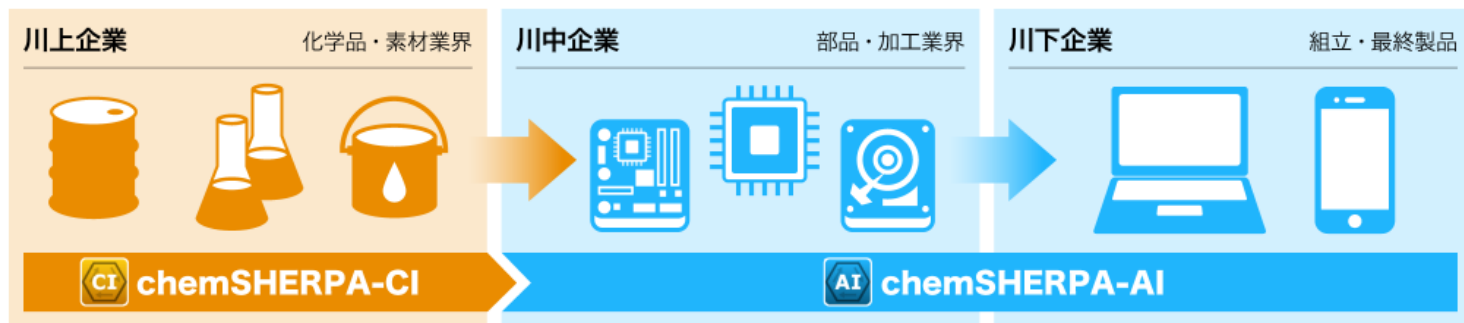 川上企業 化学品・素材業界
川中企業 部品・加工業界
川下企業 組立・最終製品
CI chemSHERPA-CI
AI chemSHERPA-AI